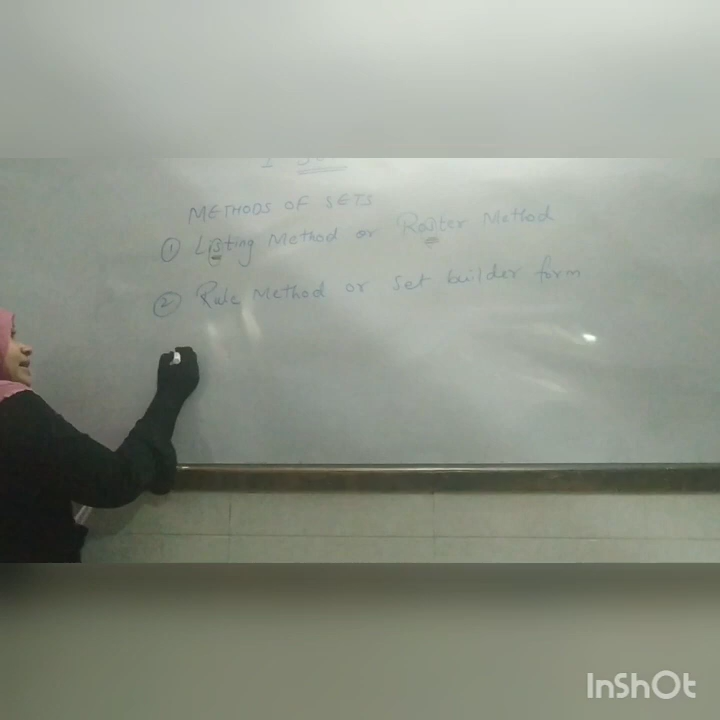 METHODS OF SETS
① Listing Method or Roster Method
② Rule Method or set builder form
InShOt